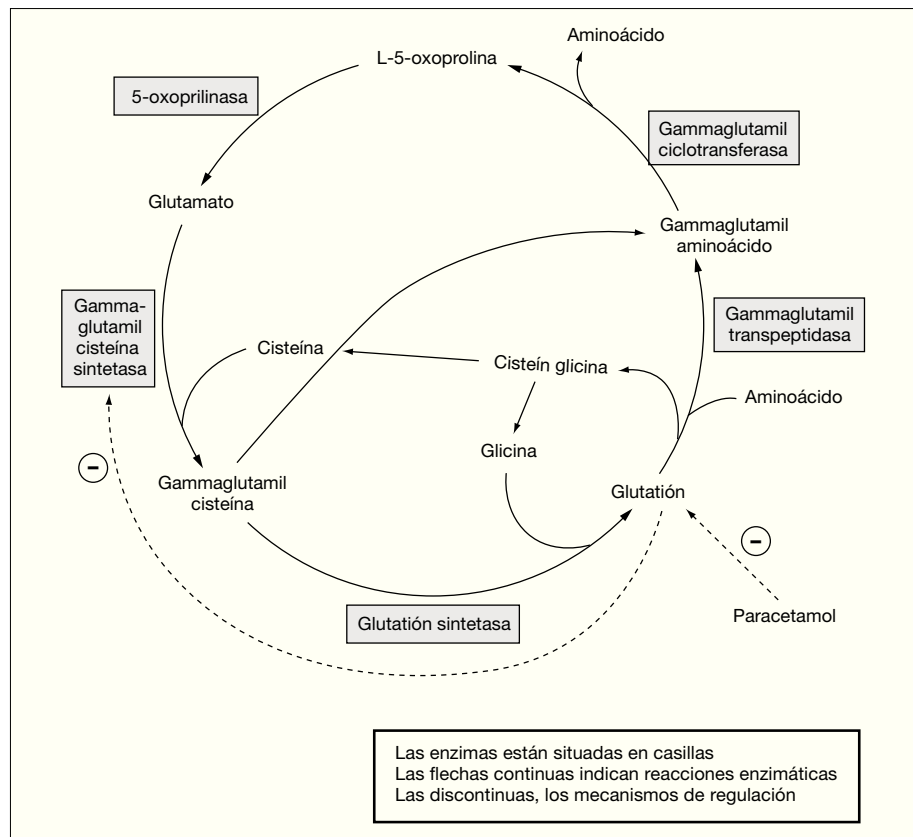 Aminoácido
L-5-oxoprolina
5-oxoprilinasa
Gammaglutamil
ciclotransferasa
Glutamato
Gammaglutamil
aminoácido
Gamma-
glutamil
cisteína
sintetasa
Gammaglutamil
transpeptidasa
Cisteína
Cisteín glicina
Aminoácido
Glicina
Gammaglutamil
cisteína
Glutatión
−
−
Paracetamol
Glutatión sintetasa
Las enzimas están situadas en casillas
Las flechas continuas indican reacciones enzimáticas
Las discontinuas, los mecanismos de regulación